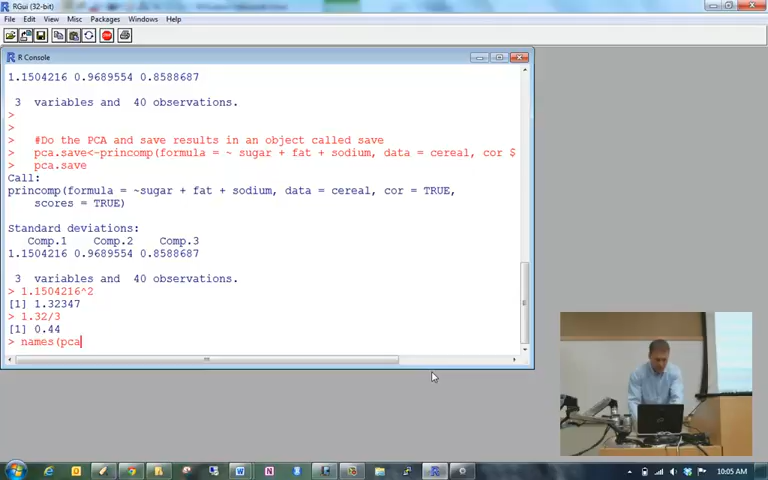 RGui (32-bit)
File Edit View Misc Packages Windows Help
R Console
1.1504216 0.9689554 0.8588687
3 variables and 40 observations.
>
>
> #Do the PCA and save results in an object called save
> pca.save<-princomp(formula = ~ sugar + fat + sodium, data = cereal, cor $
> pca.save
Call:
princomp(formula = ~sugar + fat + sodium, data = cereal, cor = TRUE,
scores = TRUE)
Standard deviations:
Comp.1 Comp.2 Comp.3
1.1504216 0.9689554 0.8588687
3 variables and 40 observations.
> 1.1504216^2
[1] 1.32347
> 1.32/3
[1] 0.44
> names(pca
10:05 AM